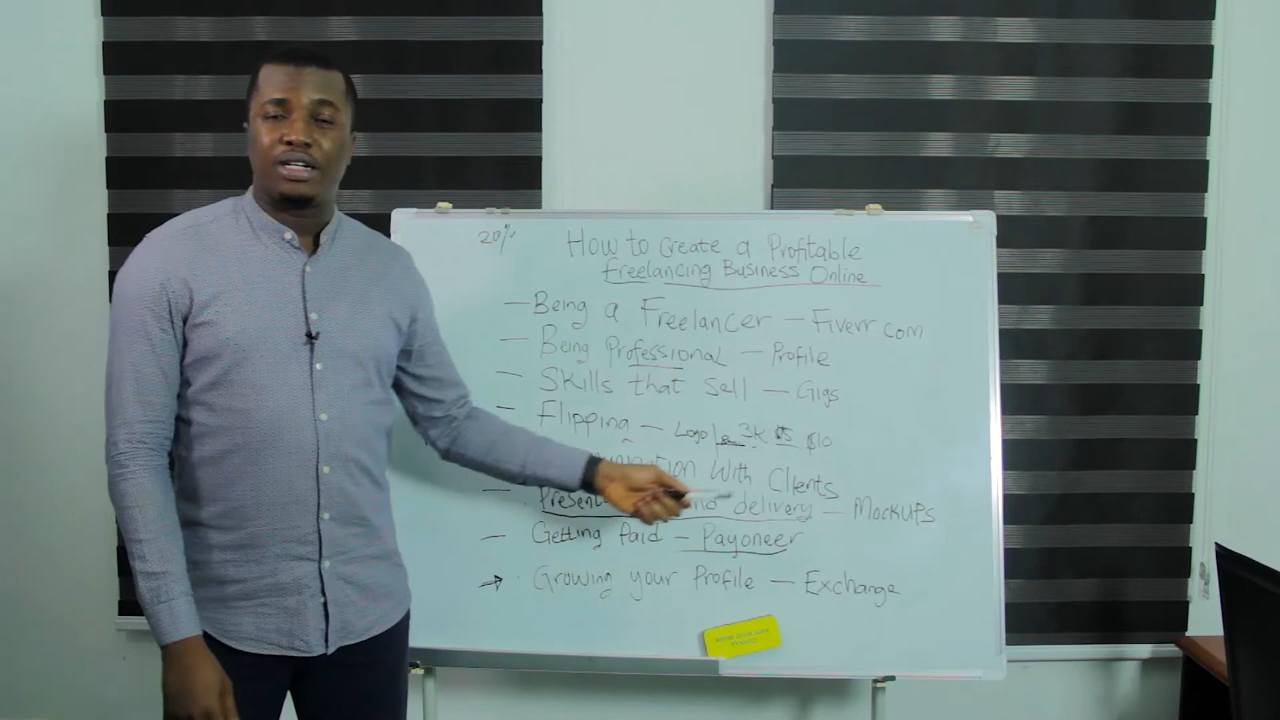 20%
How to create a Profitable
freelancing Business Online
— Being a Freelancer — Fiverr com
— Being Professional — Profile
— Skills that Sell — Gigs
— Flipping — Logo 3K $10
With Clients
delivery — Mockups
— Getting Paid — Payoneer
→ Growing your Profile — Exchange